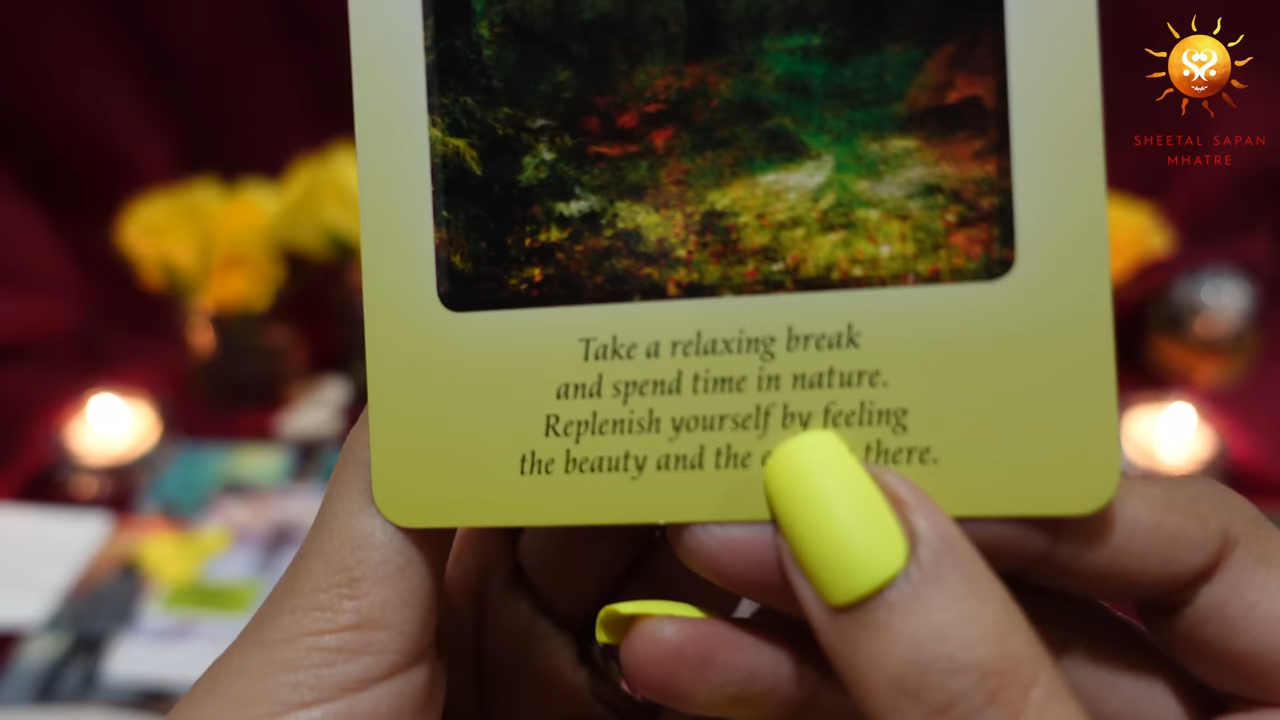 Take a relaxing break
and spend time in nature.
Replenish yourself by feeling
the beauty and the there.
SHEETAL SAPAN
MHATRE